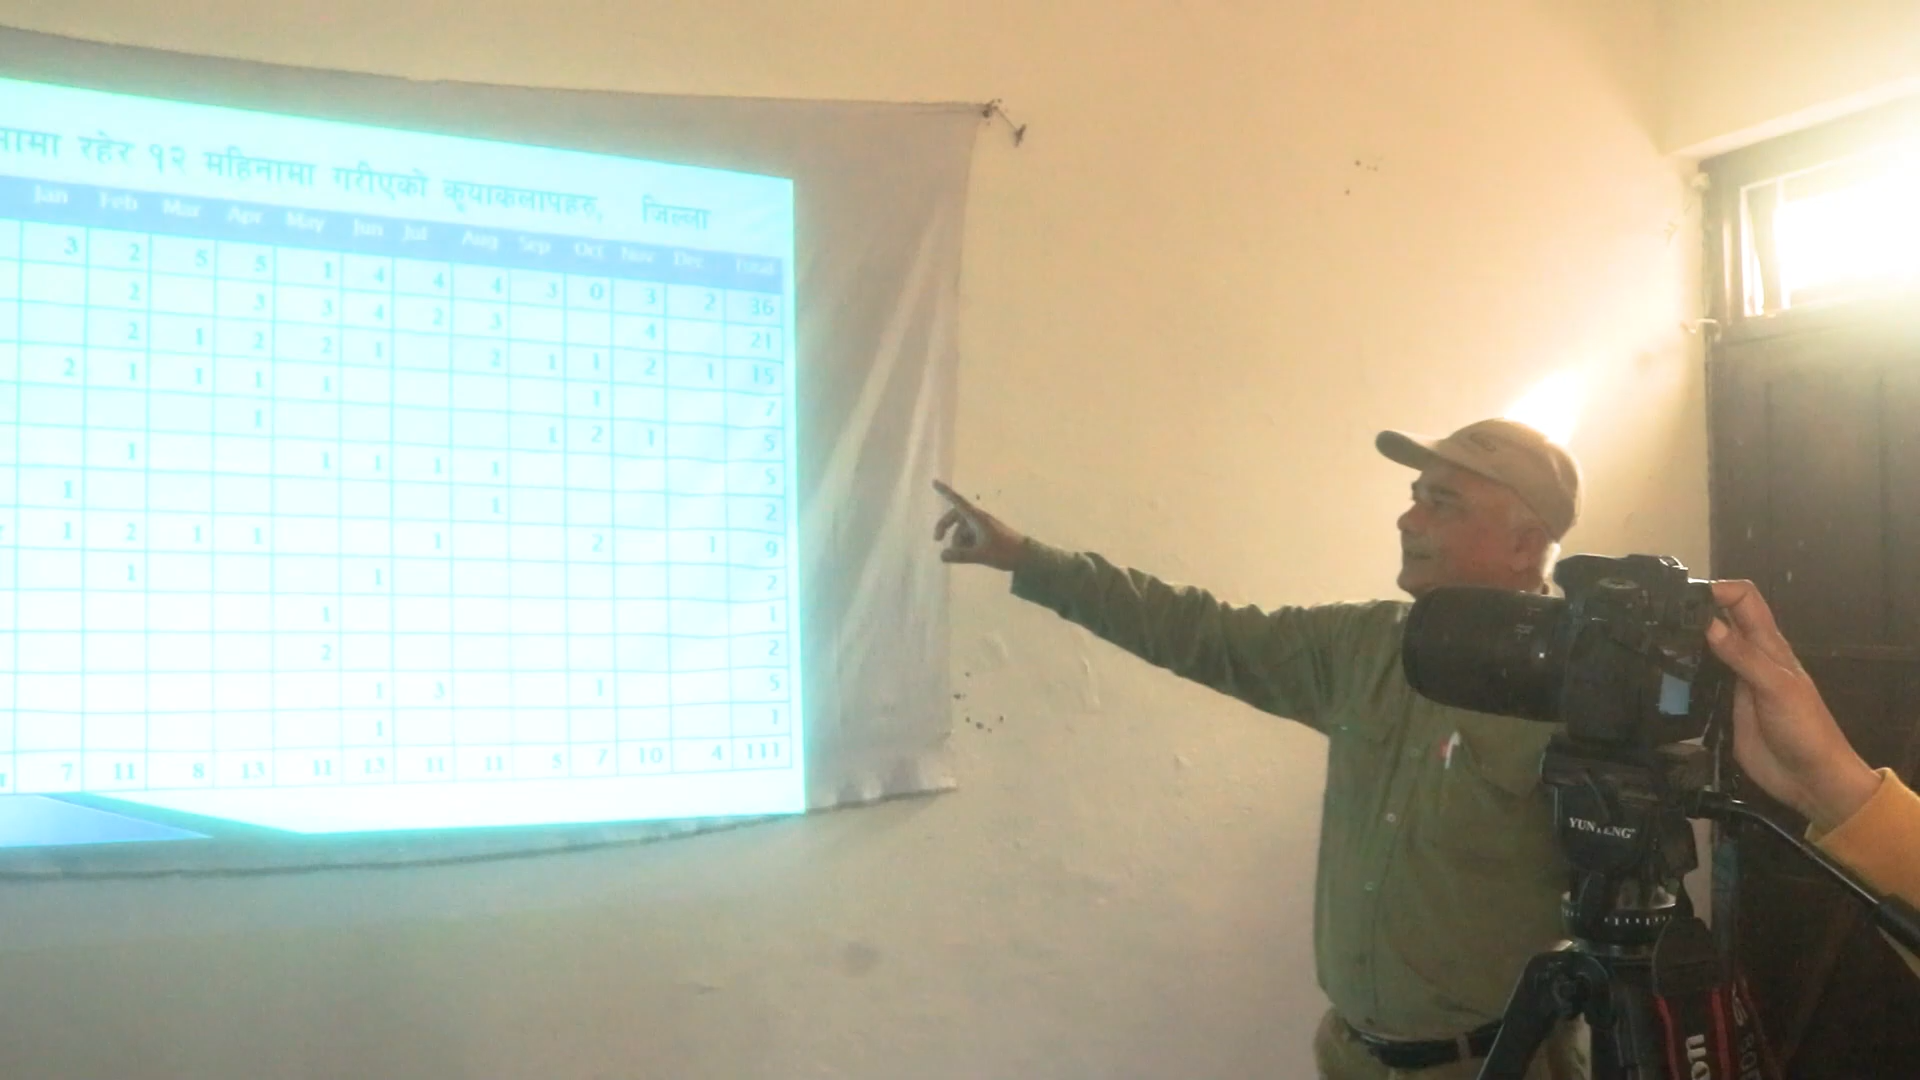 रहेर १२ महिनामा गरीएको क्याकलापहरु, जिल्ला
Jan Feb Mar Apr May Jun Jul Aug Sep Oct Nov Dec Total
3 2 5 5 1 4 4 4 3 0 3 2 36
2 3 3 4 2 3 4 21
2 1 2 2 1 2 1 1 2 1 15
2 1 1 1 1 1 7
1 1 2 1 5
1 1 1 1 1 5
1 1 2
1 2 1 1 1 2 1 9
1 1 2
1 1
2 2
1 3 1 5
1 1
7 11 8 13 11 13 11 11 5 7 10 4 111
YUNTENG